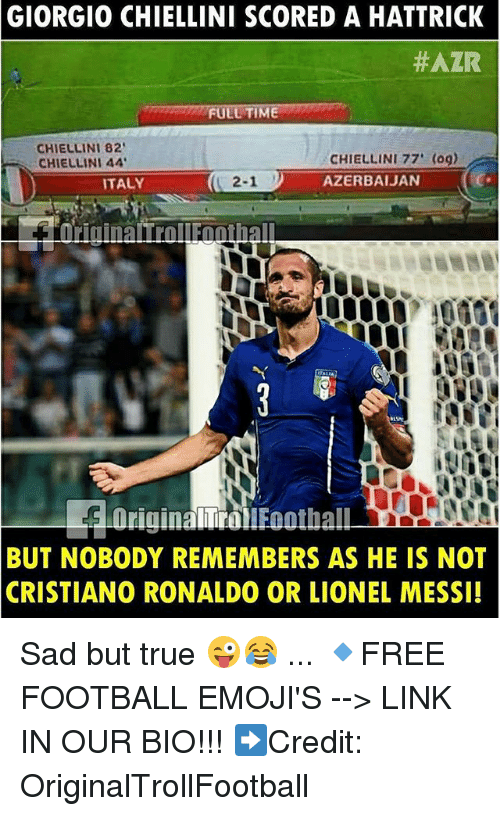 GIORGIO CHIELLINI SCORED A HATTRICK
#AZR
FULL TIME
CHIELLINI 82'
CHIELLINI 44'
CHIELLINI 77' (og)
ITALY
2-1
AZERBAIJAN
f OriginalTrollFootball
ITALIA
3
f OriginalTrollFootball
BUT NOBODY REMEMBERS AS HE IS NOT
CRISTIANO RONALDO OR LIONEL MESSI!
Sad but true 😜😂 ... 🔹FREE
FOOTBALL EMOJI'S --> LINK
IN OUR BIO!!! ➡Credit:
OriginalTrollFootball